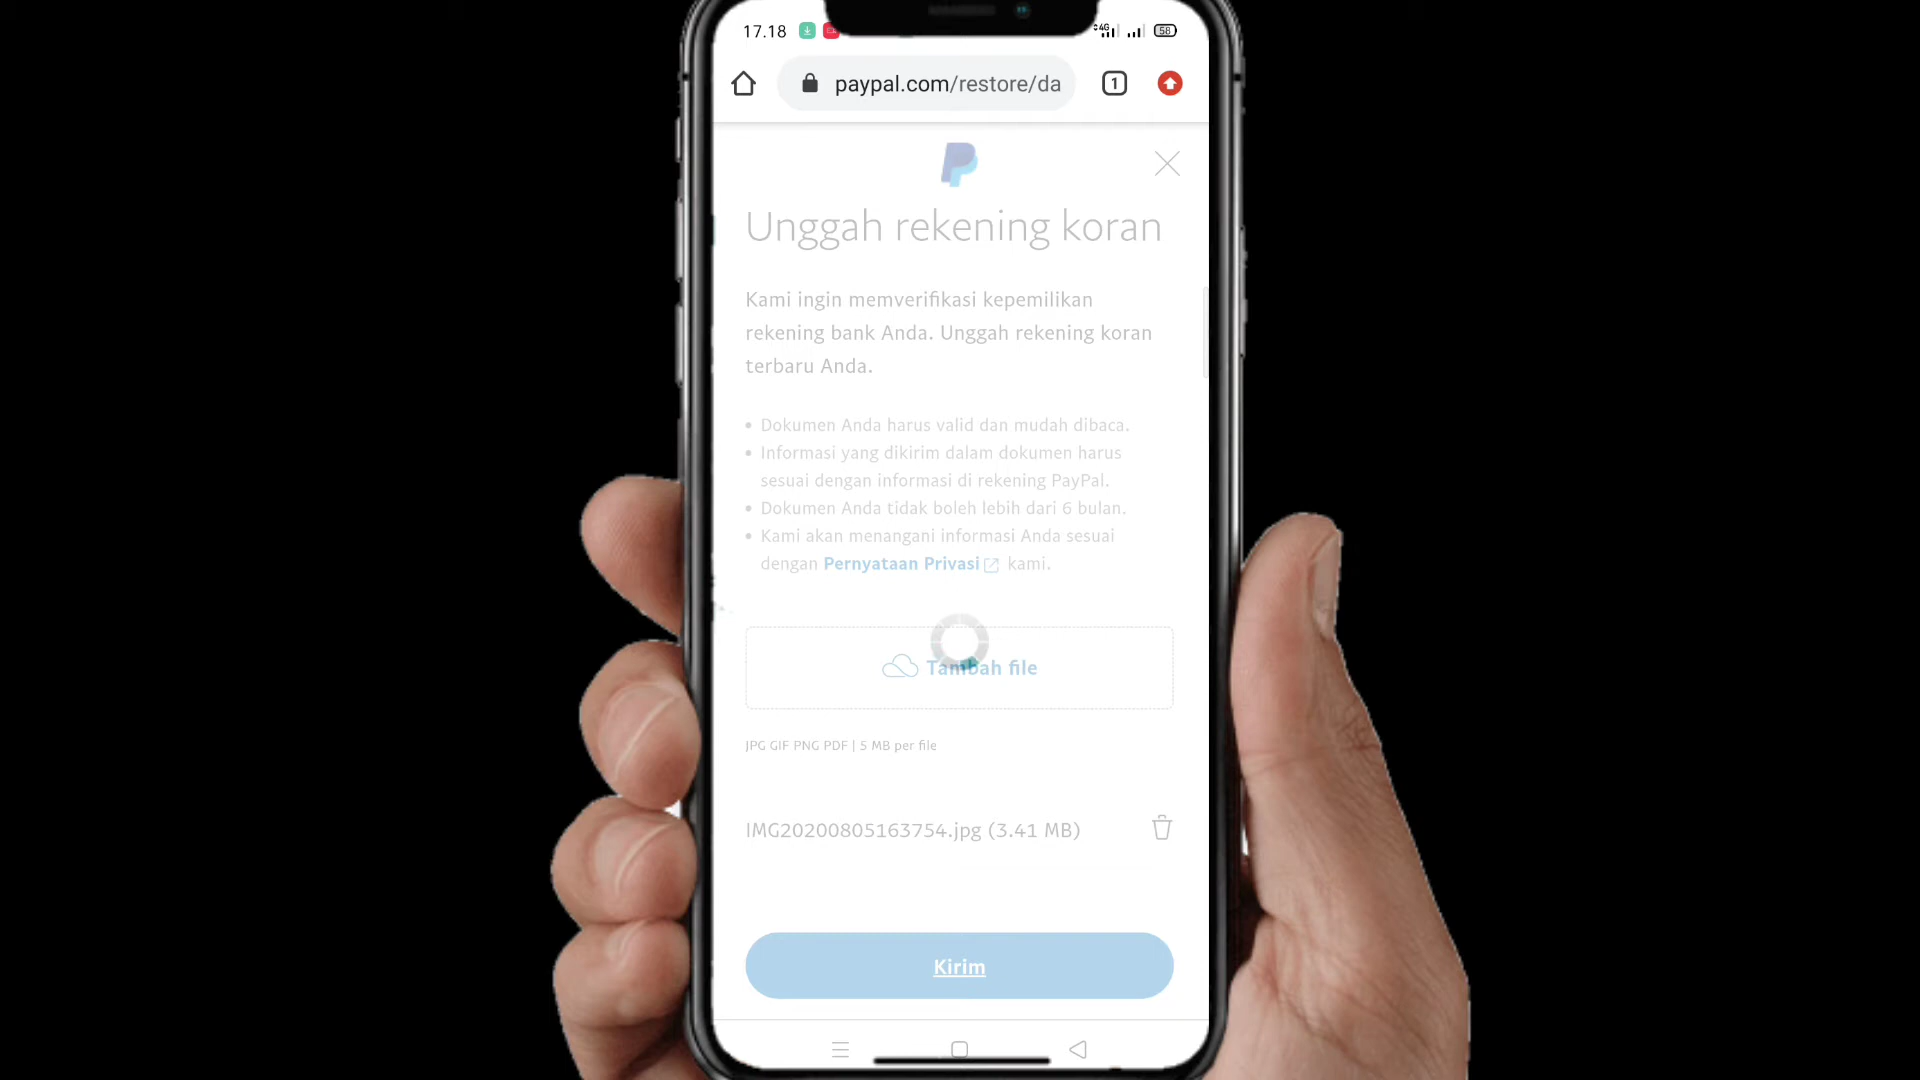 17.18
4G
58
paypal.com/restore/da
1
Unggah rekening koran
Kami ingin memverifikasi kepemilikan
rekening bank Anda. Unggah rekening koran
terbaru Anda.
• Dokumen Anda harus valid dan mudah dibaca.
• Informasi yang dikirim dalam dokumen harus
sesuai dengan informasi di rekening PayPal.
• Dokumen Anda tidak boleh lebih dari 6 bulan.
• Kami akan menangani informasi Anda sesuai
dengan Pernyataan Privasi kami.
Tambah file
JPG GIF PNG PDF | 5 MB per file
IMG20200805163754.jpg (3.41 MB)
Kirim